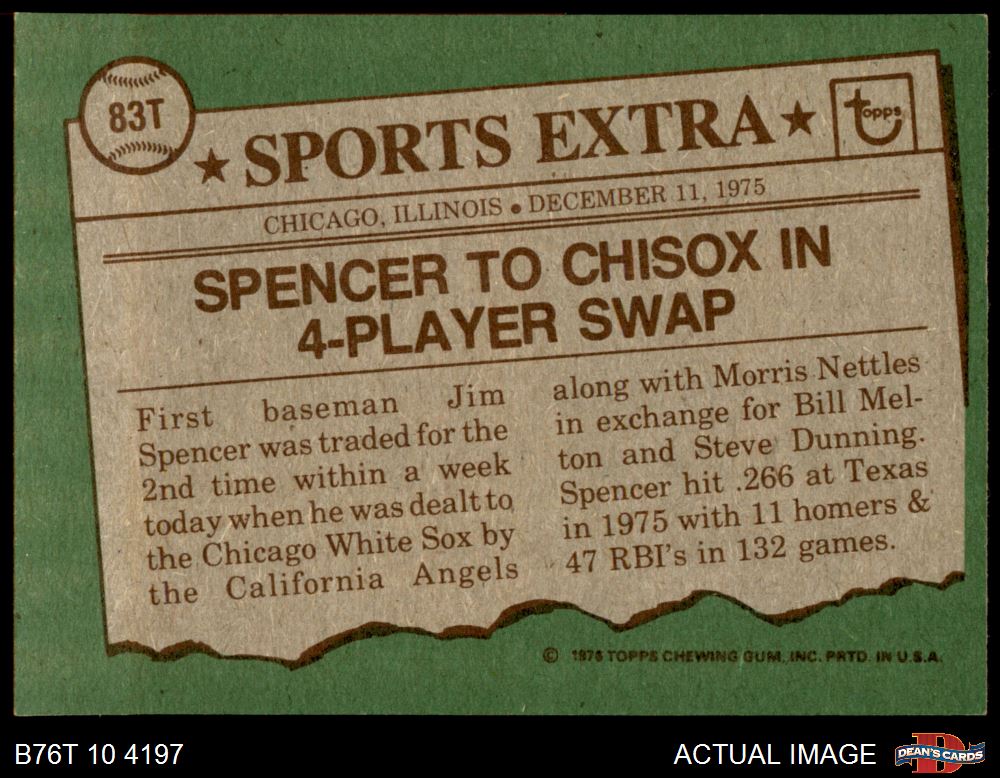 83T
★ SPORTS EXTRA ★
topps
CHICAGO, ILLINOIS • DECEMBER 11, 1975
SPENCER TO CHISOX IN
4-PLAYER SWAP
First baseman Jim
Spencer was traded for the
2nd time within a week
today when he was dealt to
the Chicago White Sox by
the California Angels
along with Morris Nettles
in exchange for Bill Mel-
ton and Steve Dunning.
Spencer hit .266 at Texas
in 1975 with 11 homers &
47 RBI's in 132 games.
© 1976 TOPPS CHEWING GUM, INC. PRTD. IN U.S.A.
B76T 10 4197
ACTUAL IMAGE
DEAN'S CARDS